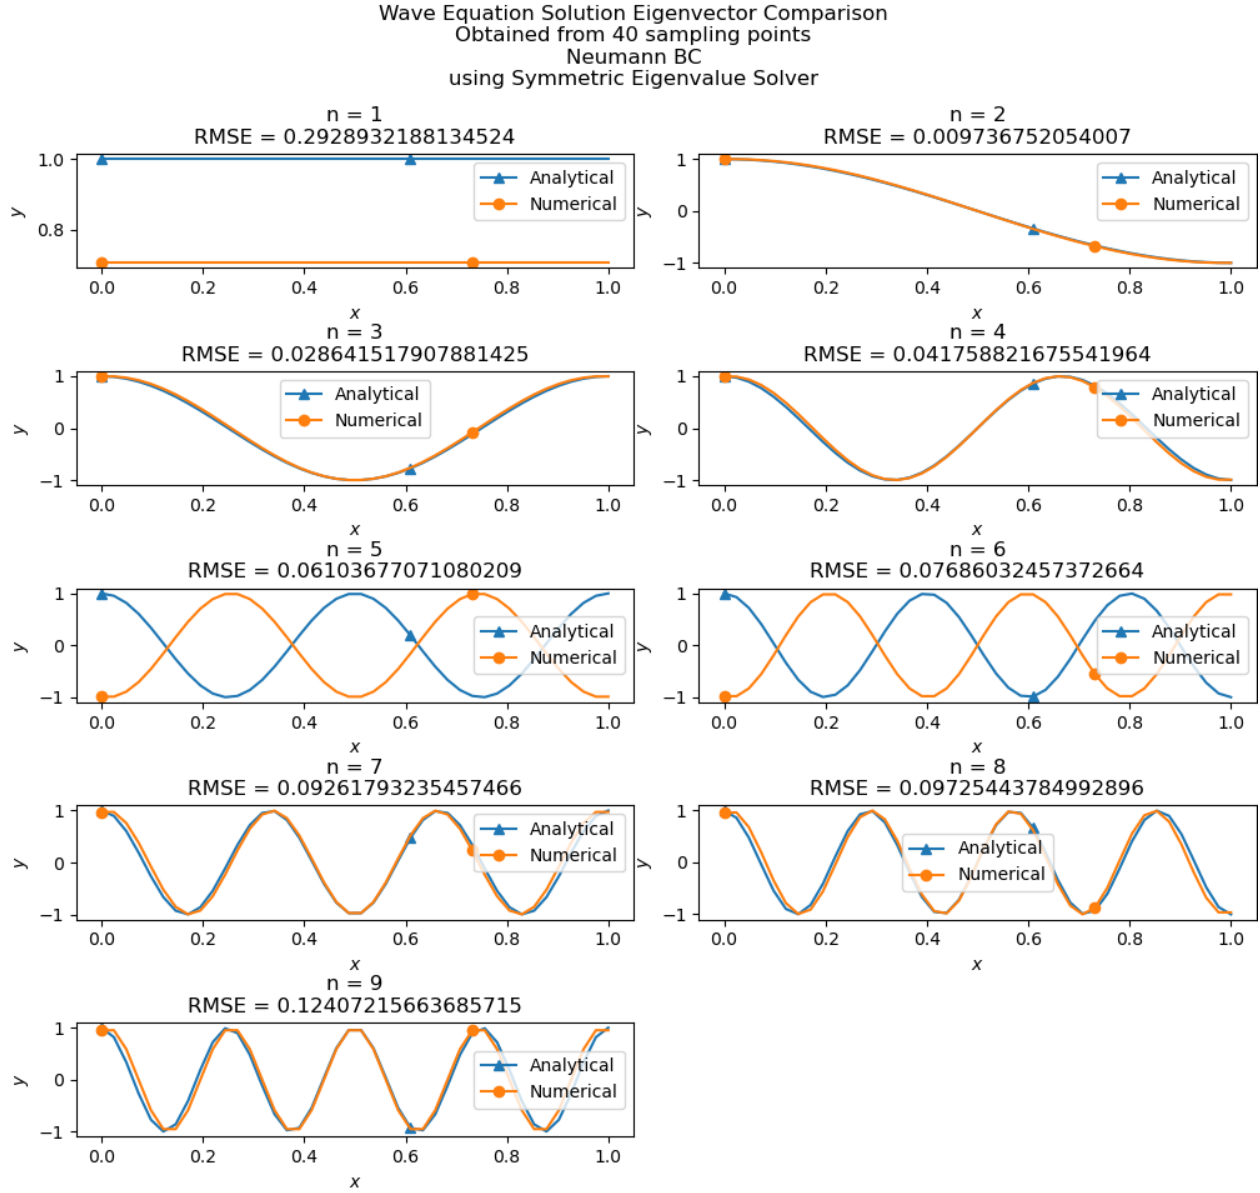 Wave Equation Solution Eigenvector Comparison
Obtained from 40 sampling points
Neumann BC
using Symmetric Eigenvalue Solver
n = 1
RMSE = 0.2928932188134524
1.0
0.8
y
Analytical
Numerical
0.0 0.2 0.4 0.6 0.8 1.0
x
n = 2
RMSE = 0.009736752054007
1
0
−1
y
Analytical
Numerical
0.0 0.2 0.4 0.6 0.8 1.0
x
n = 3
RMSE = 0.028641517907881425
1
0
−1
y
Analytical
Numerical
0.0 0.2 0.4 0.6 0.8 1.0
x
n = 4
RMSE = 0.041758821675541964
1
0
−1
y
Analytical
Numerical
0.0 0.2 0.4 0.6 0.8 1.0
x
n = 5
RMSE = 0.06103677071080209
1
0
−1
y
Analytical
Numerical
0.0 0.2 0.4 0.6 0.8 1.0
x
n = 6
RMSE = 0.07686032457372664
1
0
−1
y
Analytical
Numerical
0.0 0.2 0.4 0.6 0.8 1.0
x
n = 7
RMSE = 0.09261793235457466
1
0
−1
y
Analytical
Numerical
0.0 0.2 0.4 0.6 0.8 1.0
x
n = 8
RMSE = 0.09725443784992896
1
0
−1
y
Analytical
Numerical
0.0 0.2 0.4 0.6 0.8 1.0
x
n = 9
RMSE = 0.12407215663685715
1
0
−1
y
Analytical
Numerical
0.0 0.2 0.4 0.6 0.8 1.0
x